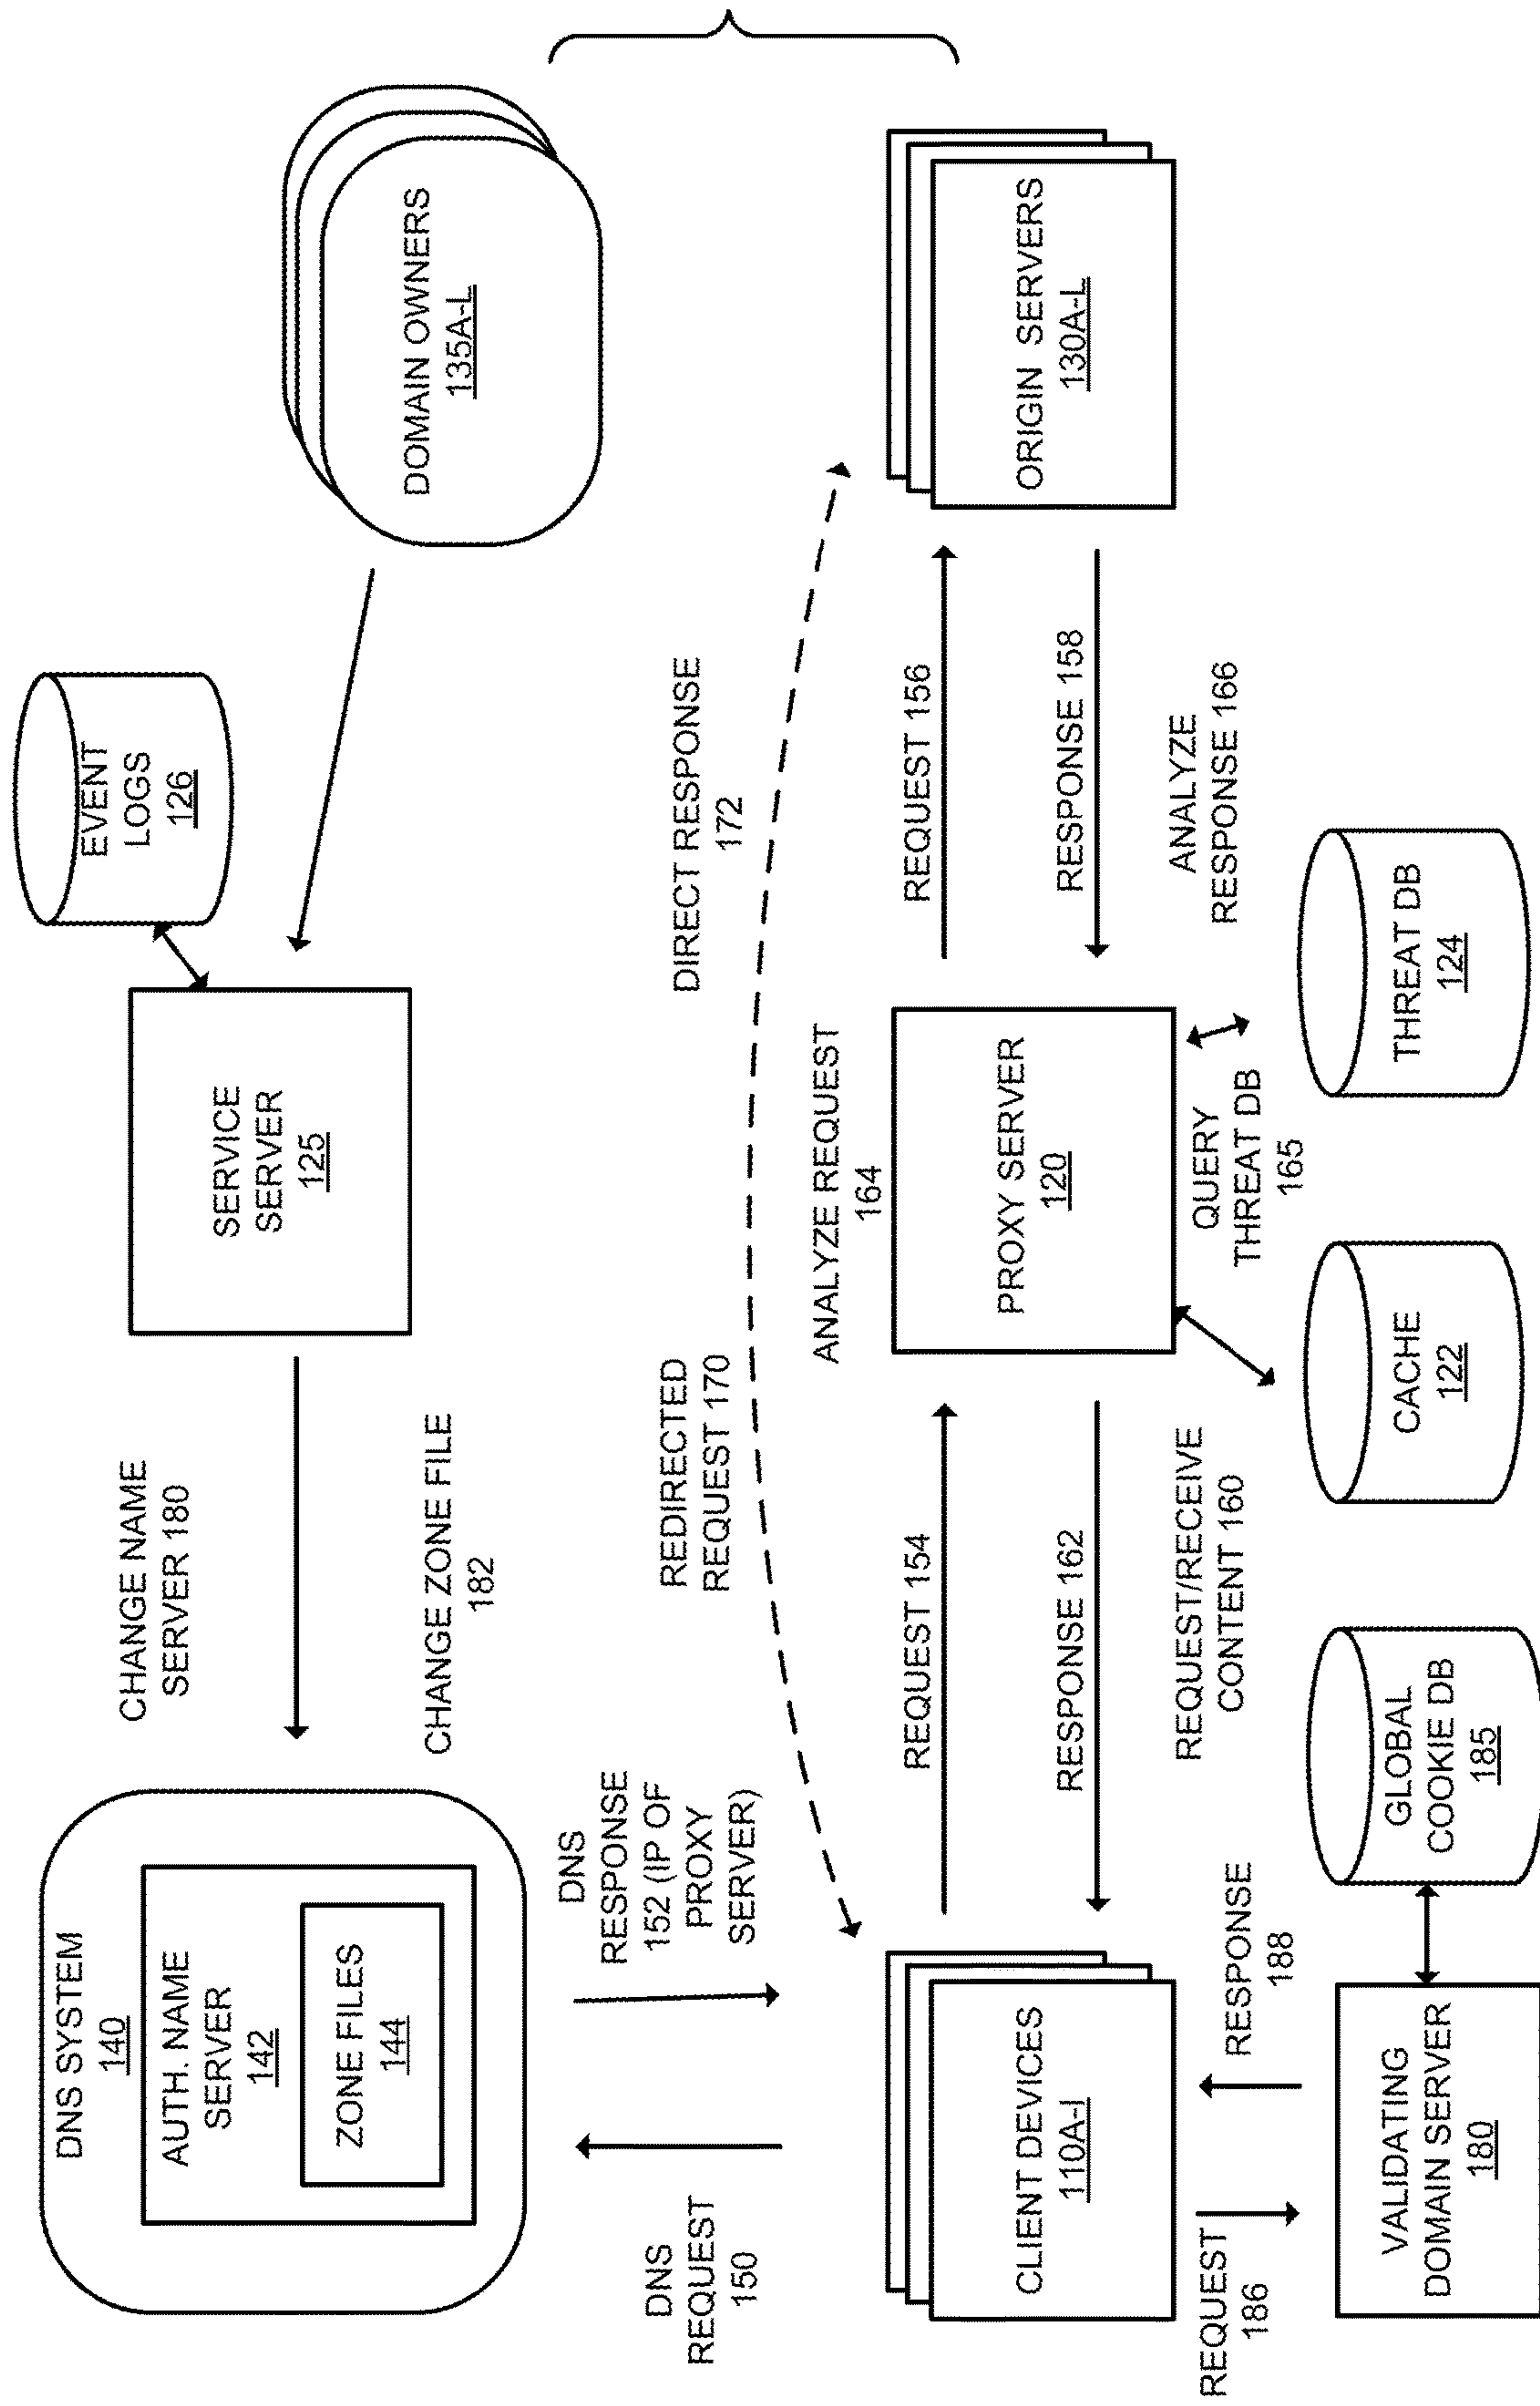 EVENT
LOGS
126
DOMAIN OWNERS
135A-L
SERVICE
SERVER
125
CHANGE NAME
SERVER 180
CHANGE ZONE FILE
182
DNS SYSTEM
140
AUTH. NAME
SERVER
142
ZONE FILES
144
DNS
REQUEST
150
DNS
RESPONSE
152 (IP OF
PROXY
SERVER)
REDIRECTED
REQUEST 170
DIRECT RESPONSE
172
ANALYZE REQUEST
164
CLIENT DEVICES
110A-I
REQUEST 154
RESPONSE 162
PROXY SERVER
120
REQUEST 156
RESPONSE 158
ORIGIN SERVERS
130A-L
ANALYZE
RESPONSE 166
REQUEST/RECEIVE
CONTENT 160
QUERY
THREAT DB
165
REQUEST
186
RESPONSE
188
VALIDATING
DOMAIN SERVER
180
GLOBAL
COOKIE DB
185
CACHE
122
THREAT DB
124